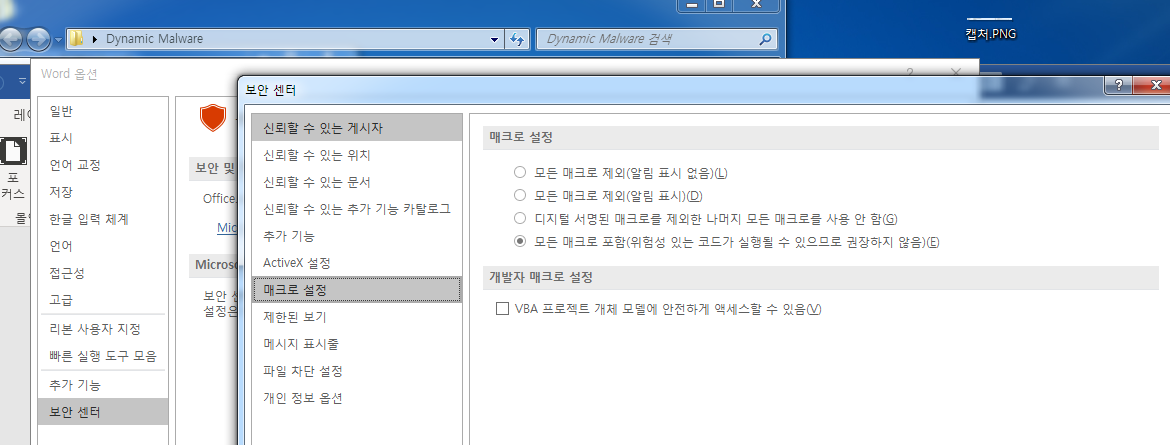 Dynamic Malware
Dynamic Malware 검색
캡처.PNG
Word 옵션
?
보안 센터
?
레이
포
커스
몰
일반
표시
언어 교정
저장
한글 입력 체계
언어
접근성
고급
리본 사용자 지정
빠른 실행 도구 모음
추가 기능
보안 센터
보안 및
Office
Mic
Micros
보안 센
설정은
신뢰할 수 있는 게시자
신뢰할 수 있는 위치
신뢰할 수 있는 문서
신뢰할 수 있는 추가 기능 카탈로그
추가 기능
ActiveX 설정
매크로 설정
제한된 보기
메시지 표시줄
파일 차단 설정
개인 정보 옵션
매크로 설정
모든 매크로 제외(알림 표시 없음)(L)
모든 매크로 제외(알림 표시)(D)
디지털 서명된 매크로를 제외한 나머지 모든 매크로를 사용 안 함(G)
모든 매크로 포함(위험성 있는 코드가 실행될 수 있으므로 권장하지 않음)(E)
개발자 매크로 설정
VBA 프로젝트 개체 모델에 안전하게 액세스할 수 있음(V)